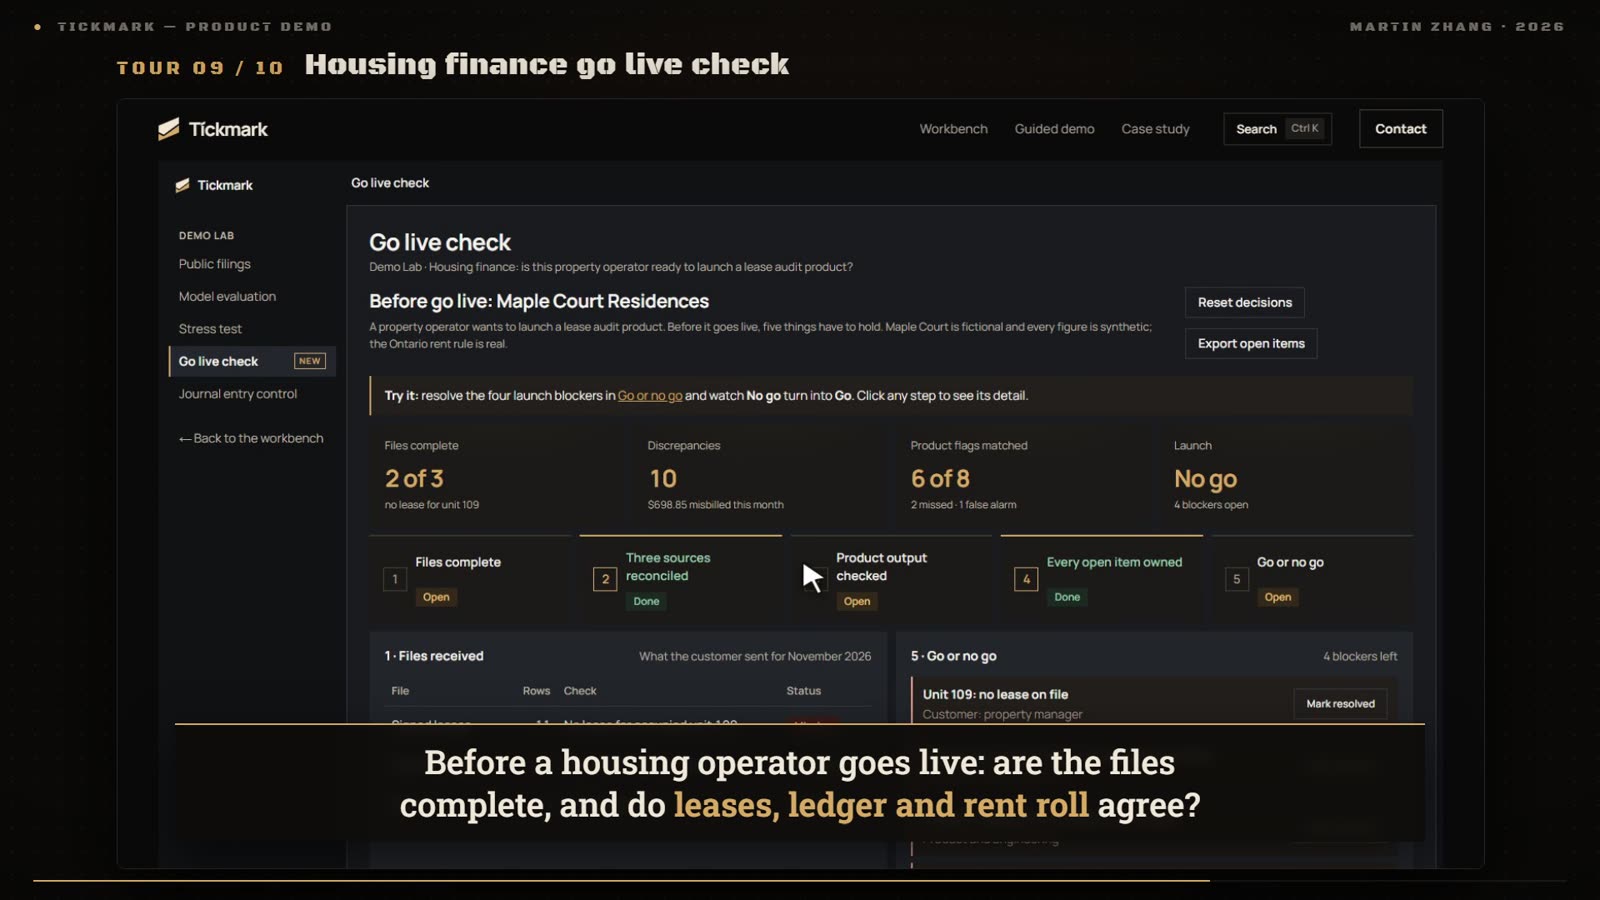 TICKMARK — PRODUCT DEMO
MARTIN ZHANG · 2026
TOUR 09 / 10 Housing finance go live check
Tickmark
Workbench Guided demo Case study Search Ctrl K Contact
Tickmark
Go live check
DEMO LAB
Public filings
Model evaluation
Stress test
Go live check NEW
Journal entry control
← Back to the workbench
Go live check
Demo Lab · Housing finance: is this property operator ready to launch a lease audit product?
Before go live: Maple Court Residences
A property operator wants to launch a lease audit product. Before it goes live, five things have to hold. Maple Court is fictional and every figure is synthetic;
the Ontario rent rule is real.
Reset decisions
Export open items
Try it: resolve the four launch blockers in Go or no go and watch No go turn into Go. Click any step to see its detail.
Files complete
2 of 3
no lease for unit 109
Discrepancies
10
$698.85 misbilled this month
Product flags matched
6 of 8
2 missed · 1 false alarm
Launch
No go
4 blockers open
1 Files complete
Open
2 Three sources
reconciled
Done
Product output
checked
Open
4 Every open item owned
Done
5 Go or no go
Open
1 · Files received What the customer sent for November 2026
File Rows Check Status
5 · Go or no go 4 blockers left
Unit 109: no lease on file
Customer: property manager
Mark resolved
Before a housing operator goes live: are the files
complete, and do leases, ledger and rent roll agree?